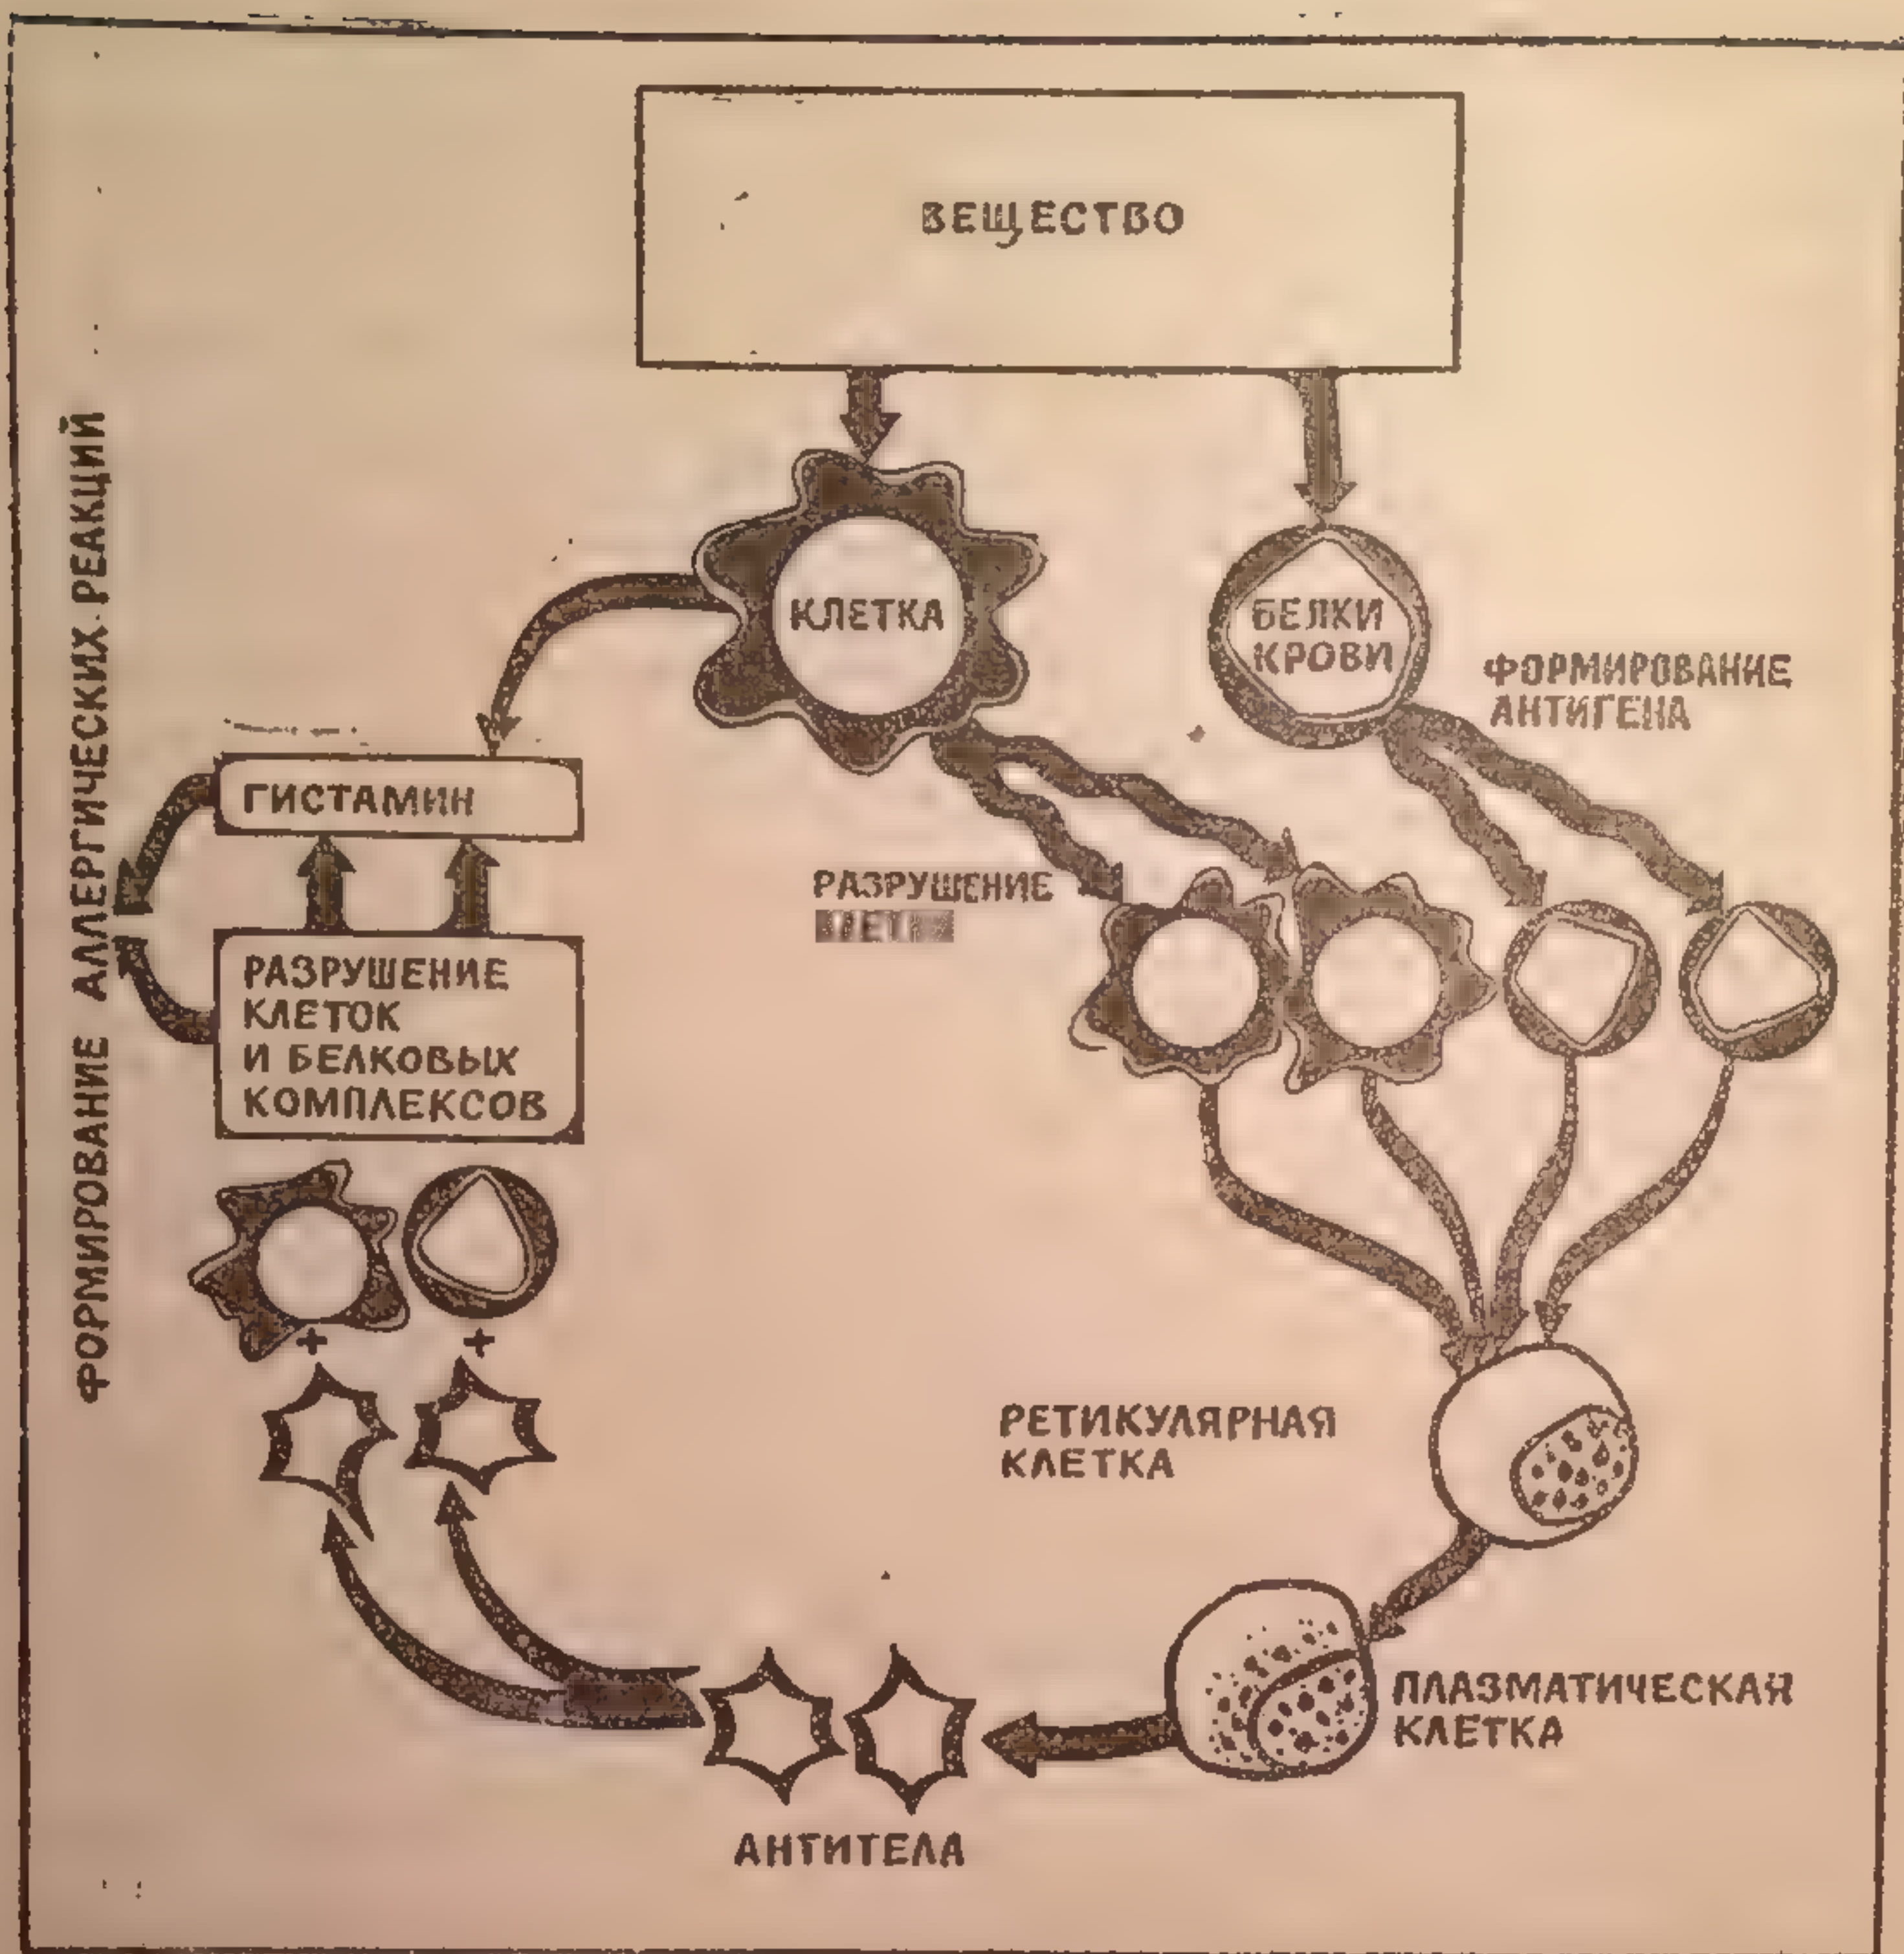 ВЕЩЕСТВО
КЛЕТКА
БЕЛКИ
КРОВИ
ФОРМИРОВАНИЕ
АНТИГЕНА
ФОРМИРОВАНИЕ АЛЛЕРГИЧЕСКИХ РЕАКЦИЙ
ГИСТАМИН
РАЗРУШЕНИЕ
РАЗРУШЕНИЕ
КЛЕТОК
И БЕЛКОВЫХ
КОМПЛЕКСОВ
РЕТИКУЛЯРНАЯ
КЛЕТКА
ПЛАЗМАТИЧЕСКАЯ
КЛЕТКА
АНТИТЕЛА